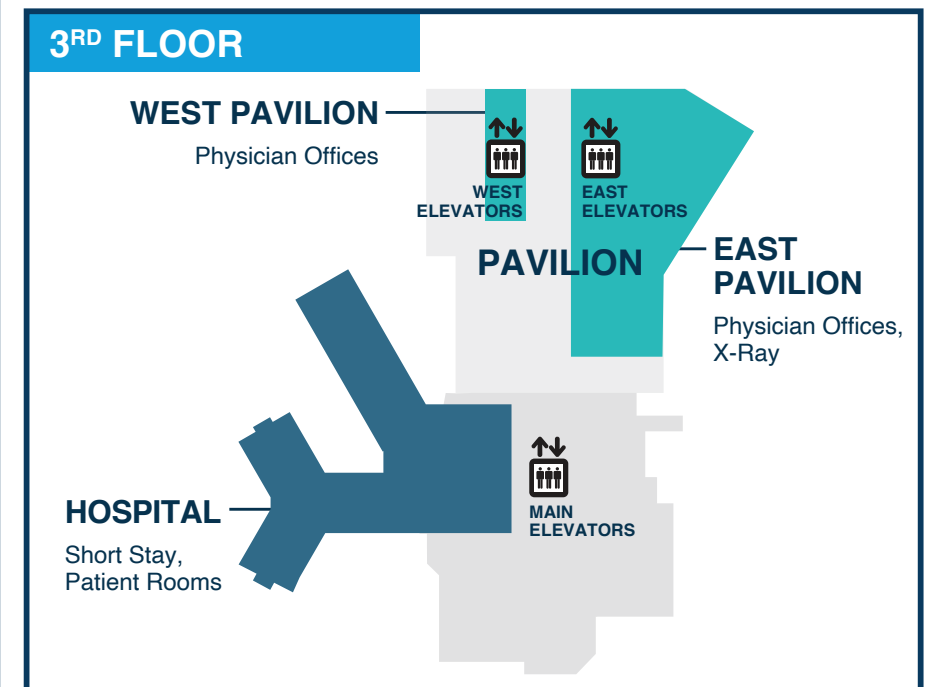 3RD FLOOR
WEST PAVILION
Physician Offices
WEST
ELEVATORS
EAST
ELEVATORS
PAVILION
EAST
PAVILION
Physician Offices,
X-Ray
HOSPITAL
Short Stay,
Patient Rooms
MAIN
ELEVATORS